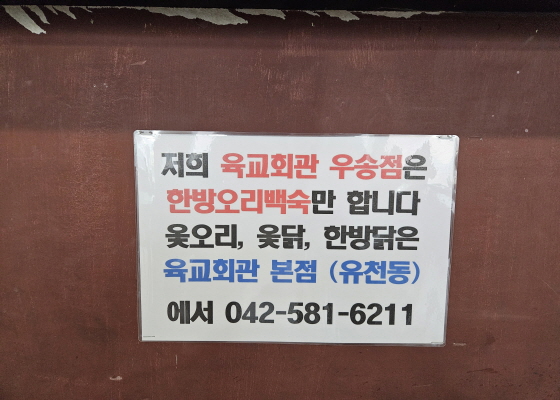 저희 육교회관 우송점은
한방오리백숙만 합니다
옻오리, 옻닭, 한방닭은
육교회관 본점 (유천동)
에서 042-581-6211